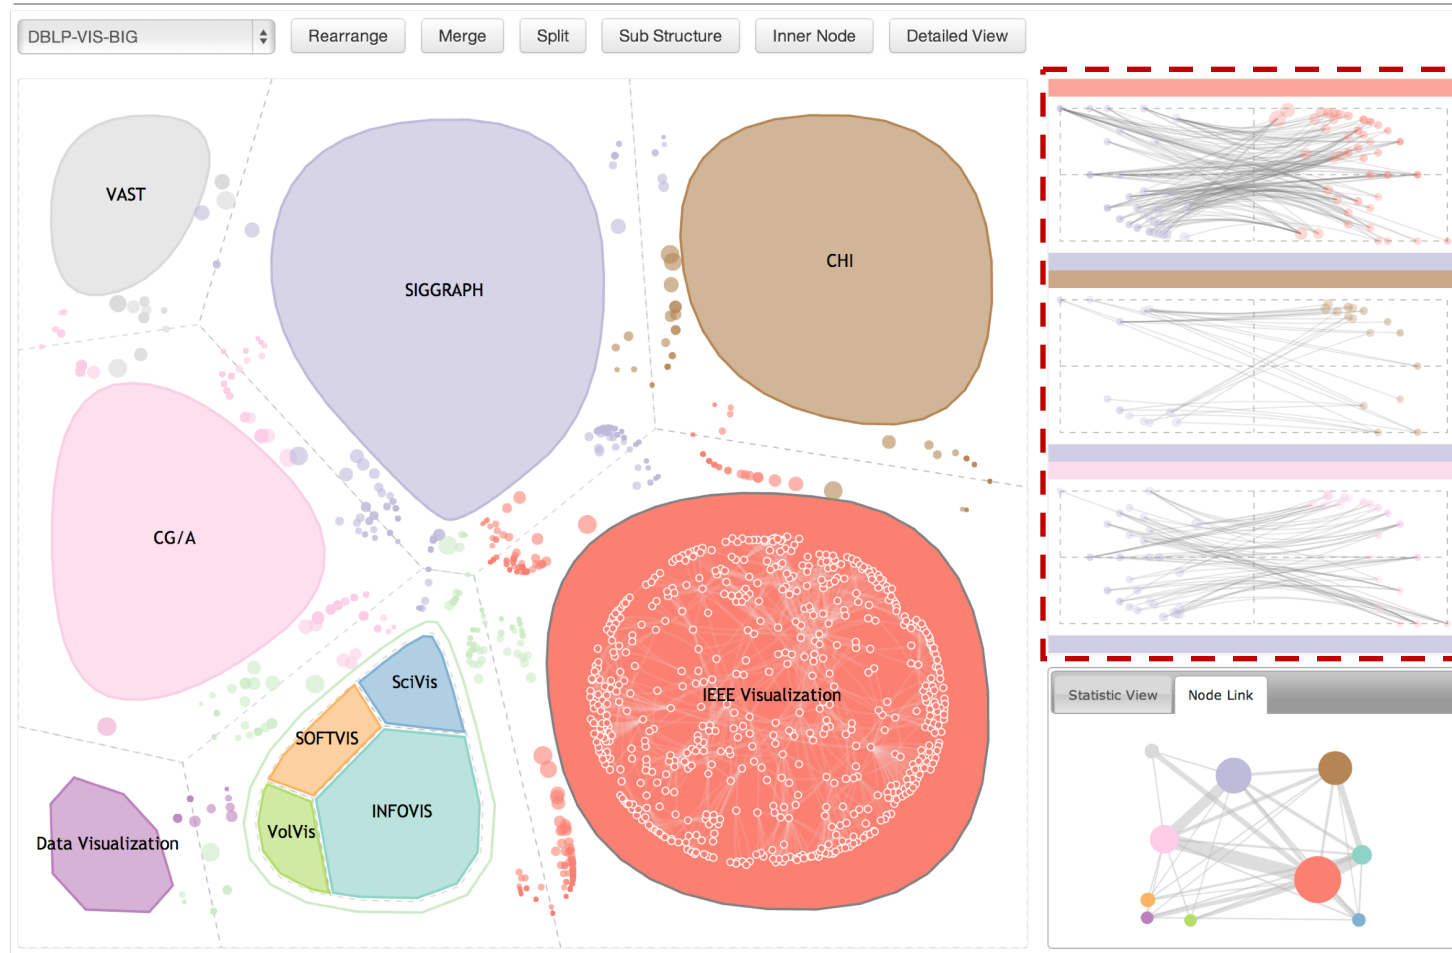 DBLP-VIS-BIG Rearrange Merge Split Sub Structure Inner Node Detailed View
VAST
SIGGRAPH
CHI
CG/A
IEEE Visualization
SciVis
SOFTVIS
INFOVIS
VolVis
Data Visualization
Statistic View Node Link